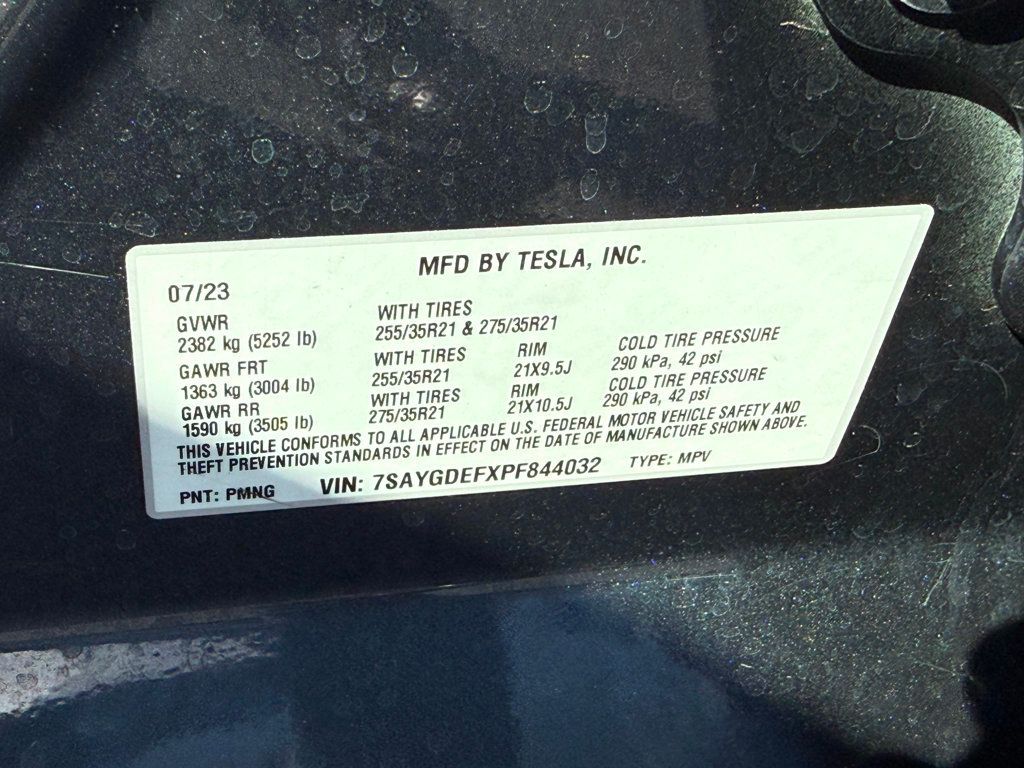 MFD BY TESLA, INC.
07/23
GVWR WITH TIRES
2382 kg (5252 lb) 255/35R21 & 275/35R21
GAWR FRT WITH TIRES RIM COLD TIRE PRESSURE
1363 kg (3004 lb) 255/35R21 21X9.5J 290 kPa, 42 psi
GAWR RR WITH TIRES RIM COLD TIRE PRESSURE
1590 kg (3505 lb) 275/35R21 21X10.5J 290 kPa, 42 psi
THIS VEHICLE CONFORMS TO ALL APPLICABLE U.S. FEDERAL MOTOR VEHICLE SAFETY AND
THEFT PREVENTION STANDARDS IN EFFECT ON THE DATE OF MANUFACTURE SHOWN ABOVE.
PNT: PMNG VIN: 7SAYGDEFXPF844032 TYPE: MPV